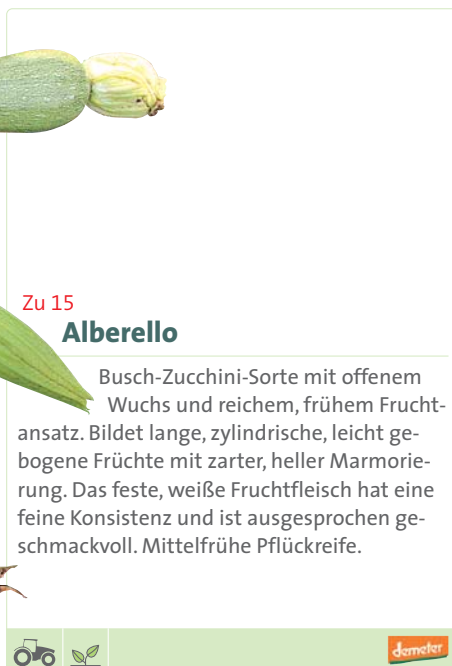 Zu 15
Alberello
Busch-Zucchini-Sorte mit offenem
Wuchs und reichem, frühem Frucht-
ansatz. Bildet lange, zylindrische, leicht ge-
bogene Früchte mit zarter, heller Marmorie-
rung. Das feste, weiße Fruchtfleisch hat eine
feine Konsistenz und ist ausgesprochen ge-
schmackvoll. Mittelfrühe Pflückreife.
demeter